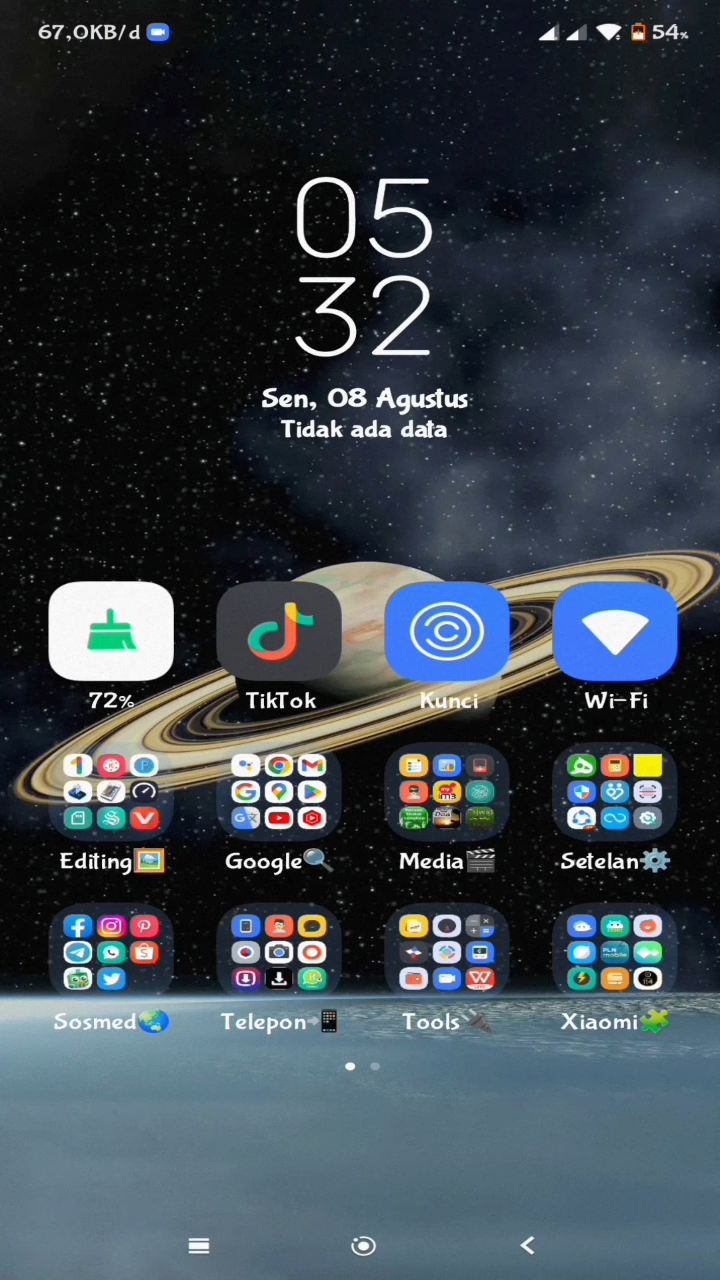 67,0KB/d
54%
05
32
Sen, 08 Agustus
Tidak ada data
72%
TikTok
Kunci
Wi-Fi
Editing🖼️
Google🔍
Media🎬
Setelan⚙️
Sosmed🌏
Telepon📱
Tools🔌
Xiaomi🧩